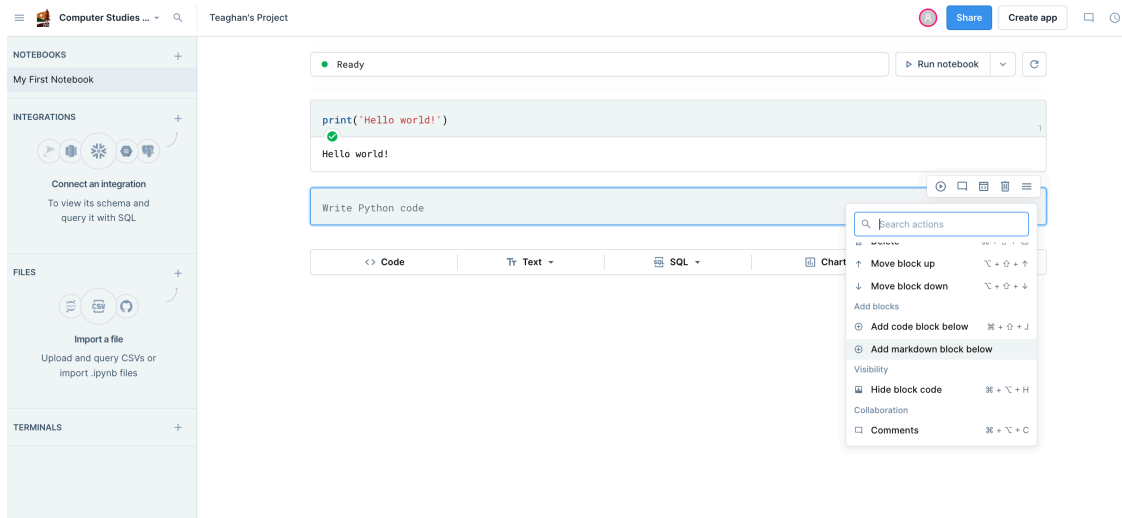 Computer Studies ...
Teaghan's Project
Share
Create app
NOTEBOOKS
My First Notebook
INTEGRATIONS
Connect an integration
To view its schema and
query it with SQL
FILES
CSV
Import a file
Upload and query CSVs or
import .ipynb files
TERMINALS
Ready
Run notebook
print('Hello world!')
1
Hello world!
Write Python code
Code
Tr Text
SQL SQL
Chart
Search actions
Delete
Move block up ⌥ + ⇧ + ↑
Move block down ⌥ + ⇧ + ↓
Add blocks
Add code block below ⌘ + ⇧ + J
Add markdown block below
Visibility
Hide block code ⌘ + ⌥ + H
Collaboration
Comments ⌘ + ⌥ + C